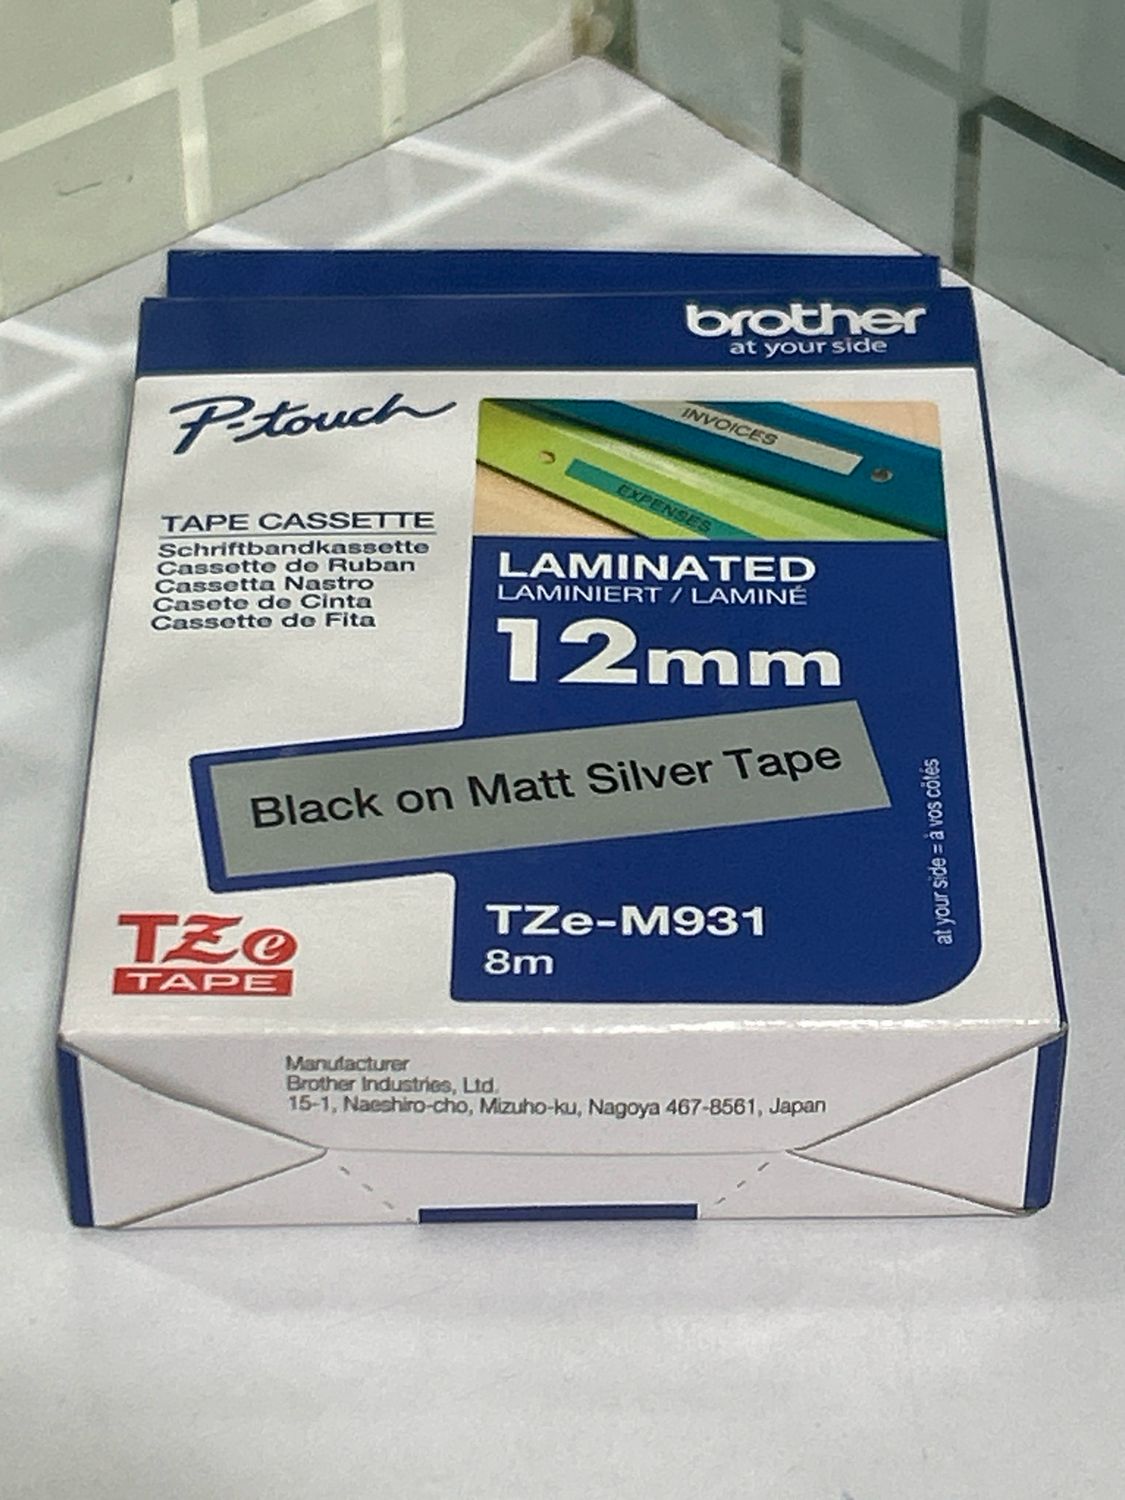 brother
at your side
P-touch
TAPE CASSETTE
Schriftbandkassette
Cassette de Ruban
Cassetta Nastro
Casete de Cinta
Cassette de Fita
INVOICES
EXPENSES
LAMINATED
LAMINIERT / LAMINÉ
12mm
Black on Matt Silver Tape
at your side = à vos côtés
TZe-M931
8m
TZe
TAPE
Manufacturer
Brother Industries, Ltd.
15-1, Naeshiro-cho, Mizuho-ku, Nagoya 467-8561, Japan